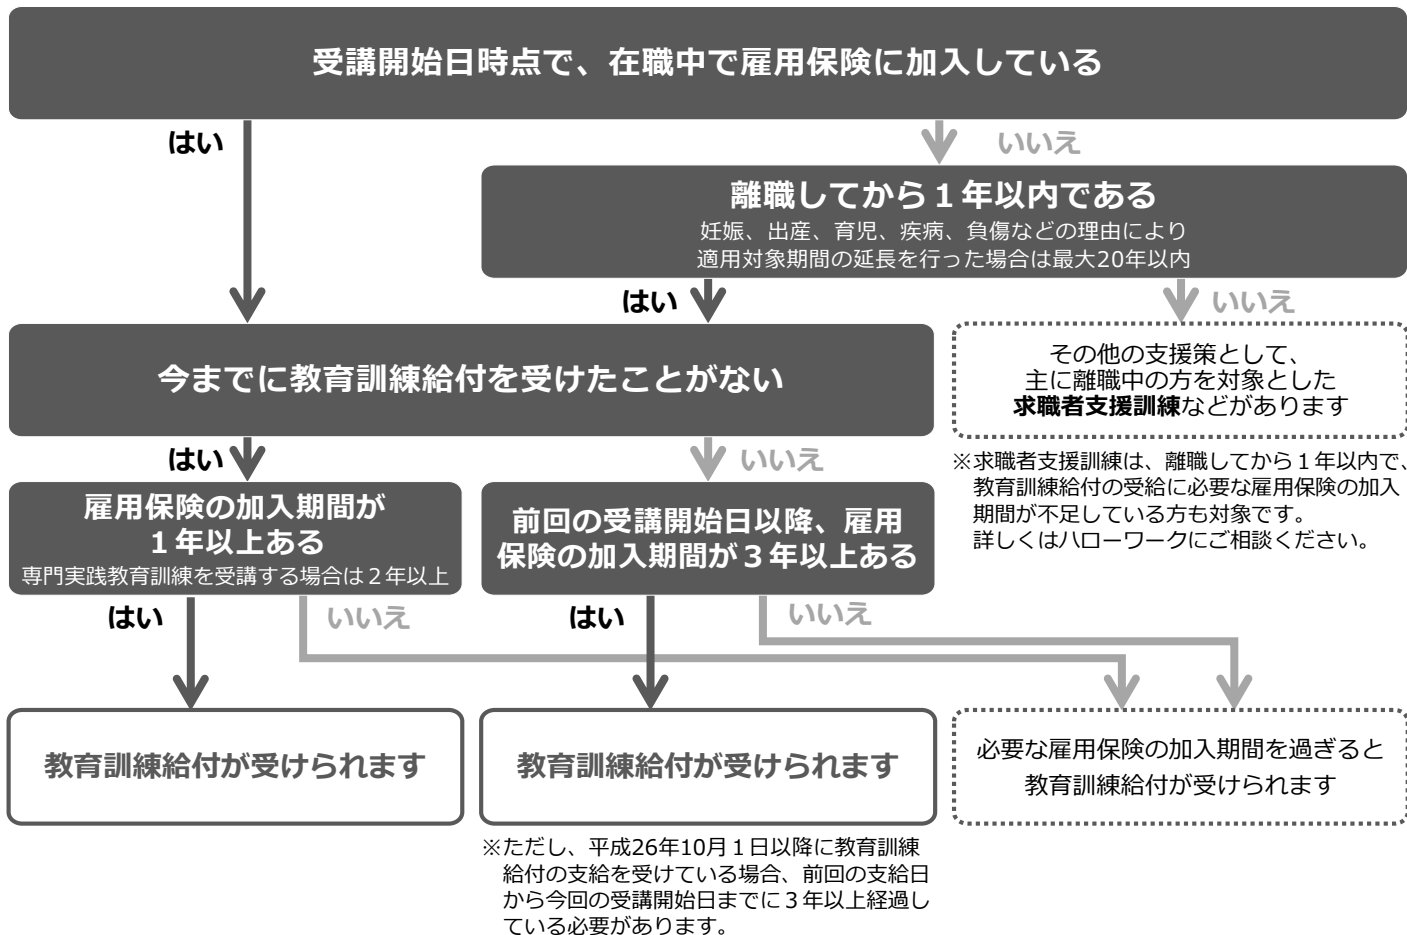 受講開始日時点で、在職中で雇用保険に加入している
はい
いいえ
離職してから１年以内である
妊娠、出産、育児、疾病、負傷などの理由により
適用対象期間の延長を行った場合は最大20年以内
はい
いいえ
今までに教育訓練給付を受けたことがない
その他の支援策として、
主に離職中の方を対象とした
求職者支援訓練などがあります
※求職者支援訓練は、離職してから１年以内で、
教育訓練給付の受給に必要な雇用保険の加入
期間が不足している方も対象です。
詳しくはハローワークにご相談ください。
はい
いいえ
雇用保険の加入期間が
１年以上ある
専門実践教育訓練を受講する場合は２年以上
前回の受講開始日以降、雇用
保険の加入期間が３年以上ある
はい
いいえ
はい
いいえ
教育訓練給付が受けられます
教育訓練給付が受けられます
必要な雇用保険の加入期間を過ぎると
教育訓練給付が受けられます
※ただし、平成26年10月１日以降に教育訓練
給付の支給を受けている場合、前回の支給日
から今回の受講開始日までに３年以上経過し
ている必要があります。